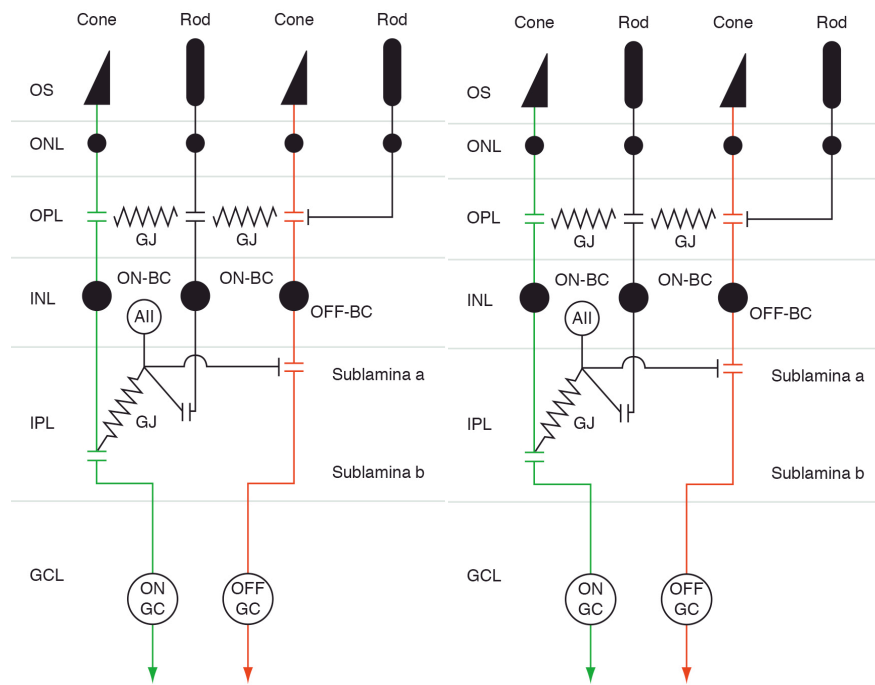 Cone Rod Cone Rod
OS
ONL
OPL
GJ GJ
ON-BC ON-BC
INL
AII
OFF-BC
Sublamina a
IPL
GJ
Sublamina b
GCL
ON
GC
OFF
GC
Cone Rod Cone Rod
OS
ONL
OPL
GJ GJ
ON-BC ON-BC
INL
AII
OFF-BC
Sublamina a
IPL
GJ
Sublamina b
GCL
ON
GC
OFF
GC